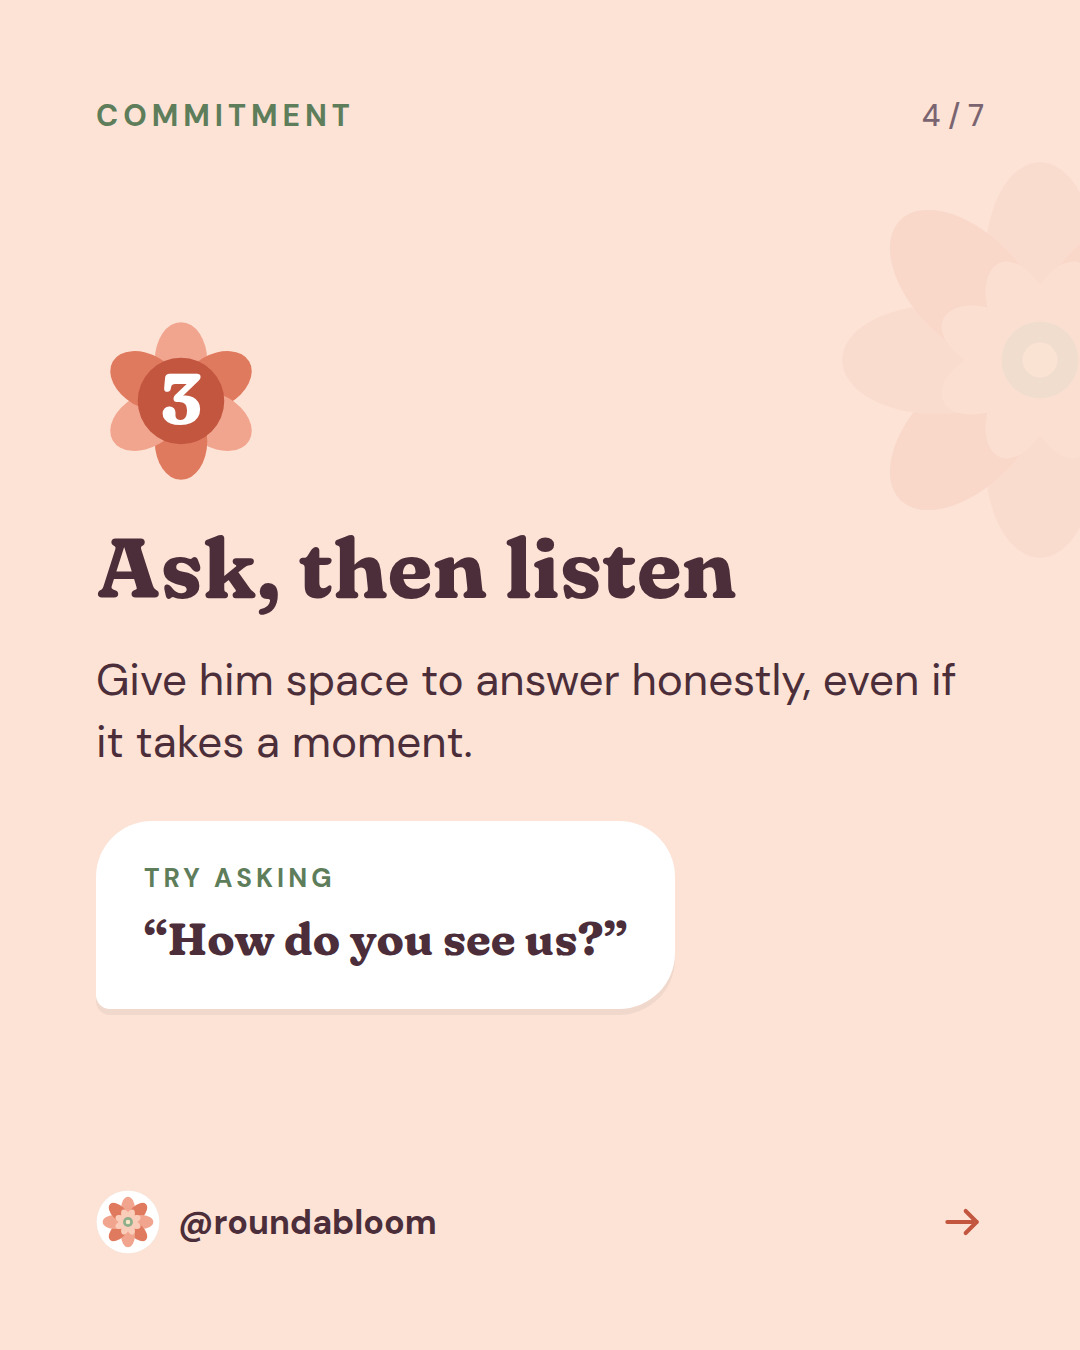 COMMITMENT
4 / 7
3
Ask, then listen
Give him space to answer honestly, even if
it takes a moment.
TRY ASKING
“How do you see us?”
@roundabloom